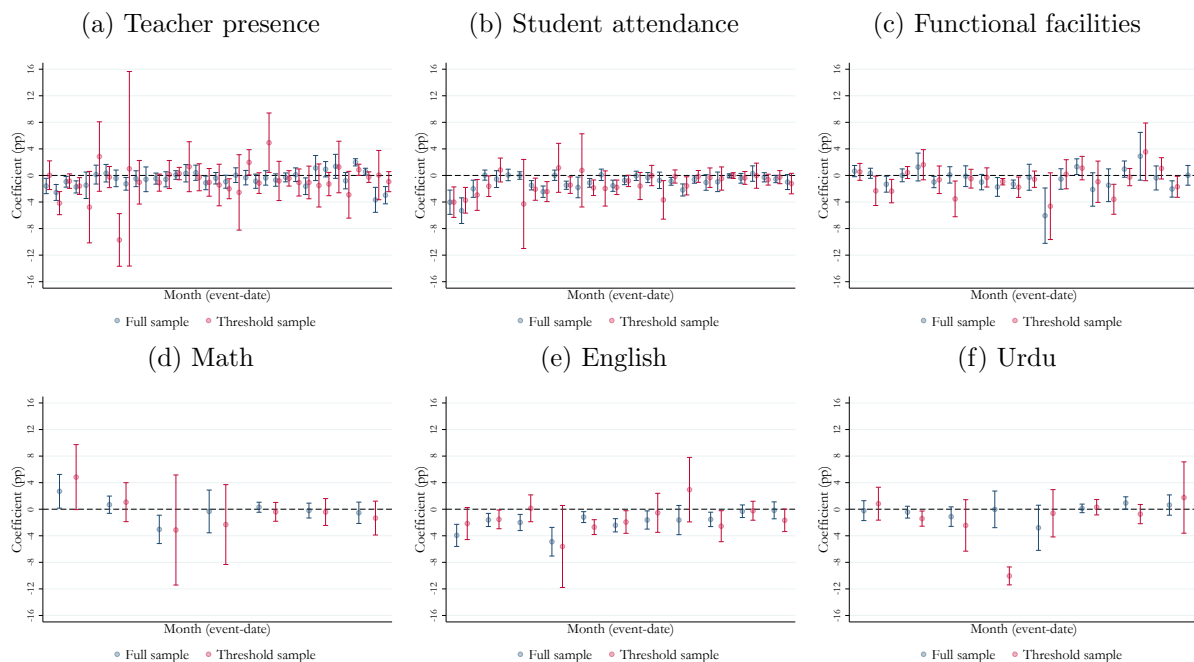 (a) Teacher presence
Coefficient (pp)
16
12
8
4
0
-4
-8
-12
-16
Month (event-date)
Full sample
Threshold sample
(b) Student attendance
Coefficient (pp)
16
12
8
4
0
-4
-8
-12
-16
Month (event-date)
Full sample
Threshold sample
(c) Functional facilities
Coefficient (pp)
16
12
8
4
0
-4
-8
-12
-16
Month (event-date)
Full sample
Threshold sample
(d) Math
Coefficient (pp)
16
12
8
4
0
-4
-8
-12
-16
Month (event-date)
Full sample
Threshold sample
(e) English
Coefficient (pp)
16
12
8
4
0
-4
-8
-12
-16
Month (event-date)
Full sample
Threshold sample
(f) Urdu
Coefficient (pp)
16
12
8
4
0
-4
-8
-12
-16
Month (event-date)
Full sample
Threshold sample